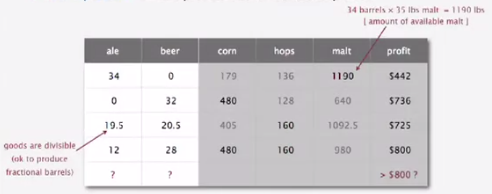 34 barrels × 35 lbs malt = 1190 lbs
[ amount of available malt ]
ale beer corn hops malt profit
34 0 179 136 1190 $442
0 32 480 128 640 $736
19.5 20.5 405 160 1092.5 $725
12 28 480 160 980 $800
? ? > $800 ?
goods are divisible
(ok to produce
fractional barrels)